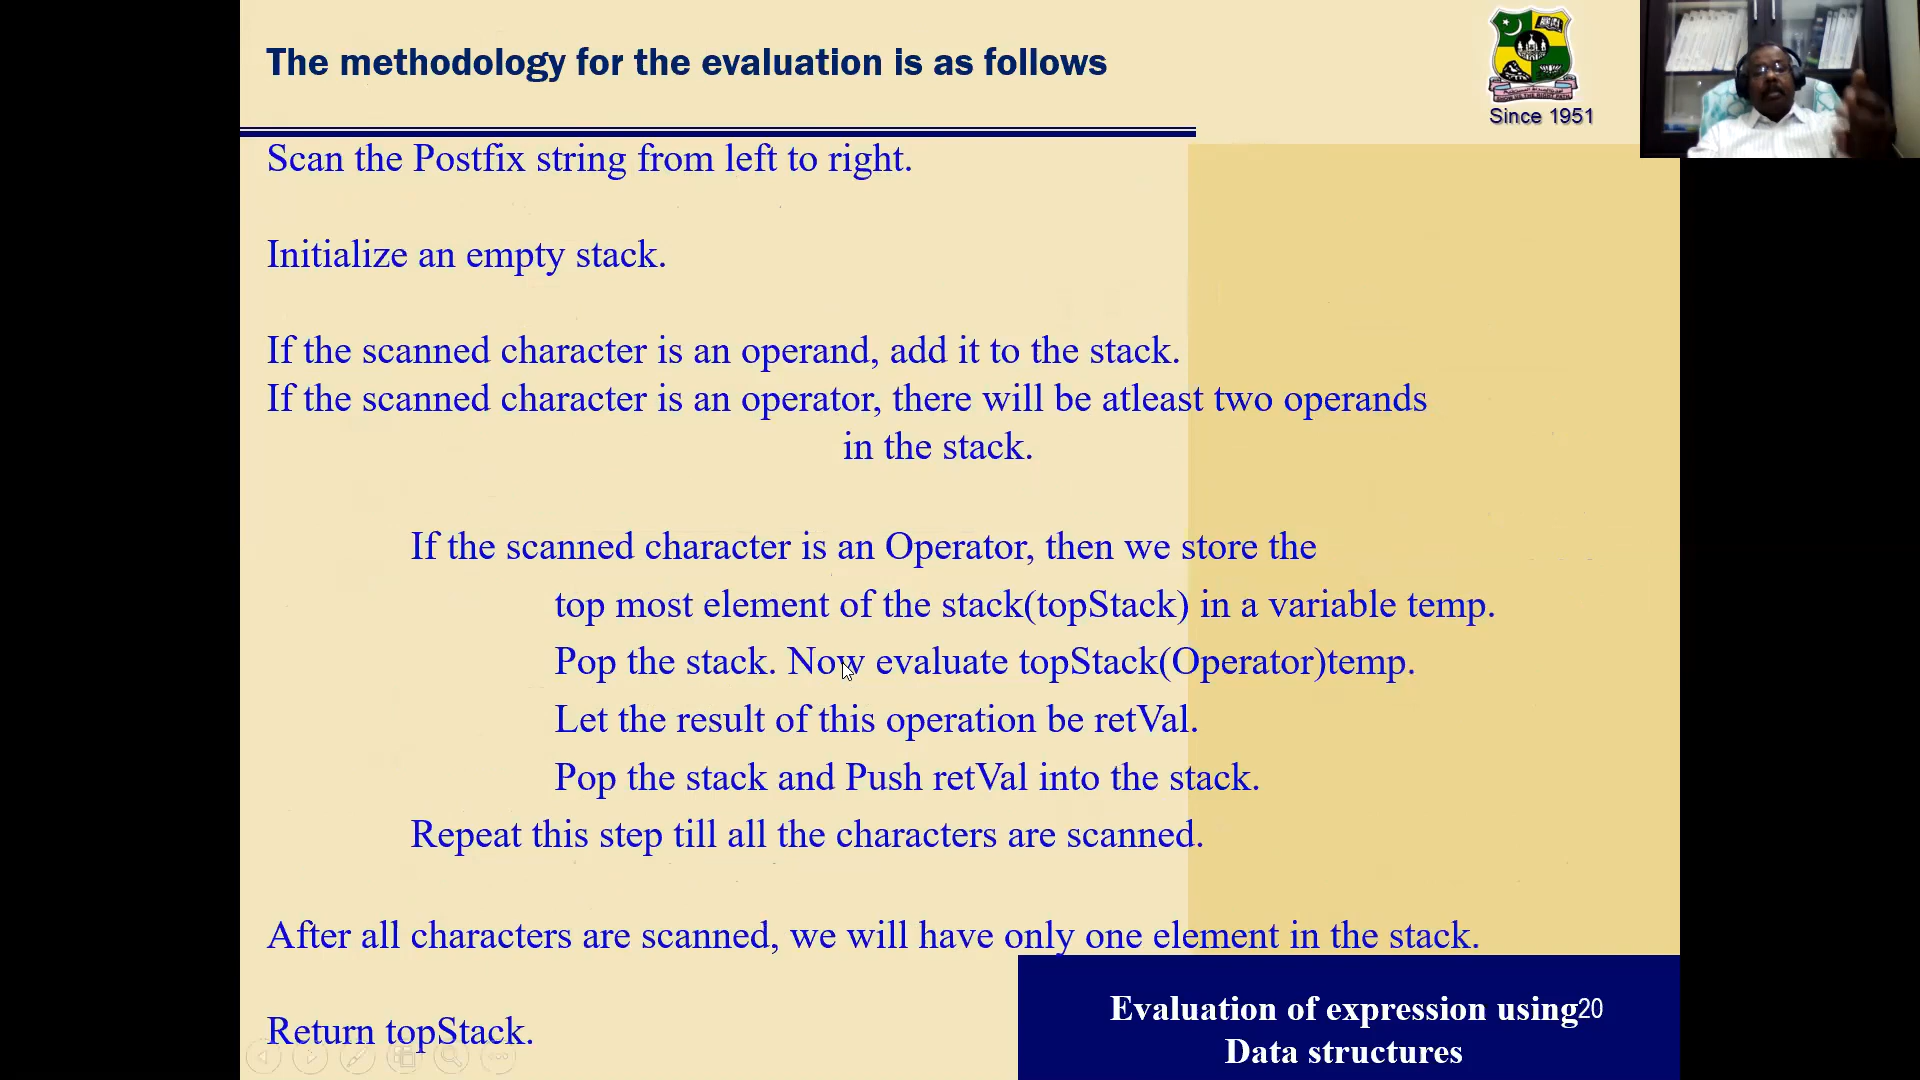 The methodology for the evaluation is as follows
Since 1951
Scan the Postfix string from left to right.
Initialize an empty stack.
If the scanned character is an operand, add it to the stack.
If the scanned character is an operator, there will be atleast two operands
in the stack.
If the scanned character is an Operator, then we store the
top most element of the stack(topStack) in a variable temp.
Pop the stack. Now evaluate topStack(Operator)temp.
Let the result of this operation be retVal.
Pop the stack and Push retVal into the stack.
Repeat this step till all the characters are scanned.
After all characters are scanned, we will have only one element in the stack.
Return topStack.
Evaluation of expression using
Data structures
20